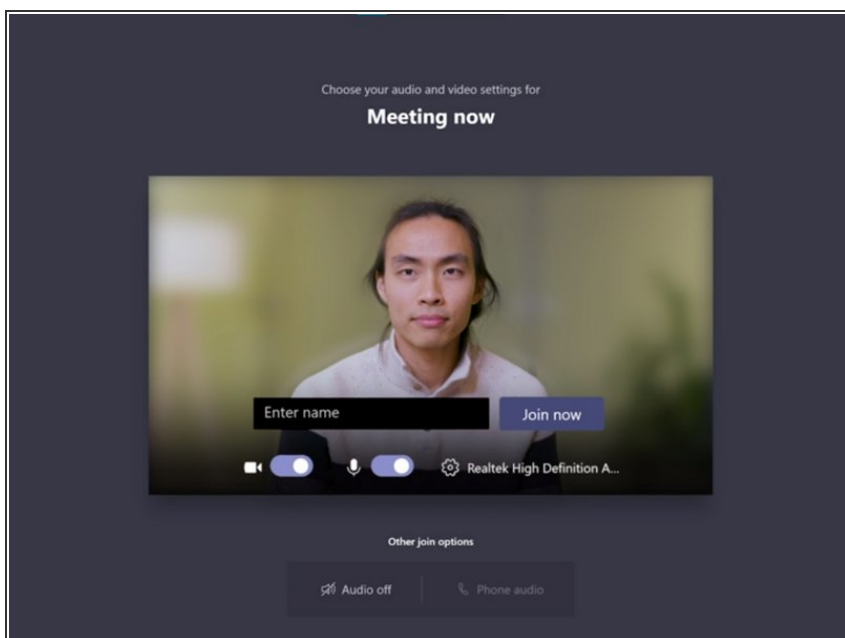 Choose your audio and video settings for
Meeting now
Enter name
Join now
Realtek High Definition A...
Other join options
Audio off
Phone audio